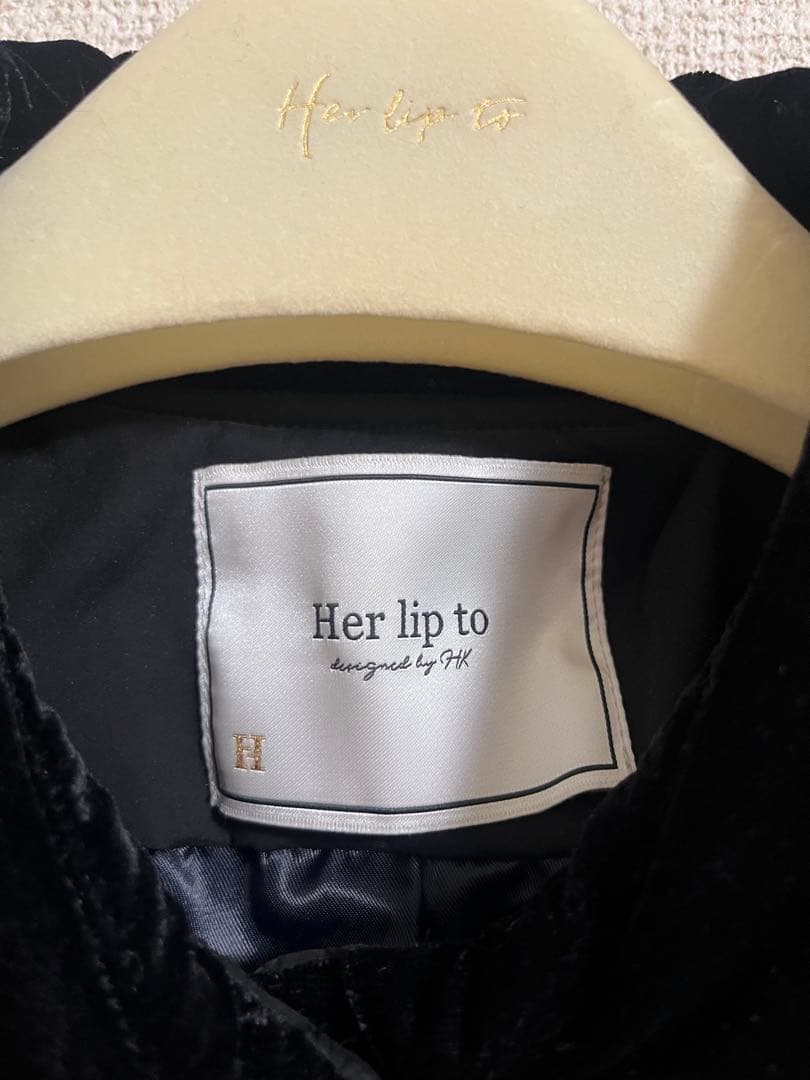 Her lip to
Her lip to
designed by HK
H